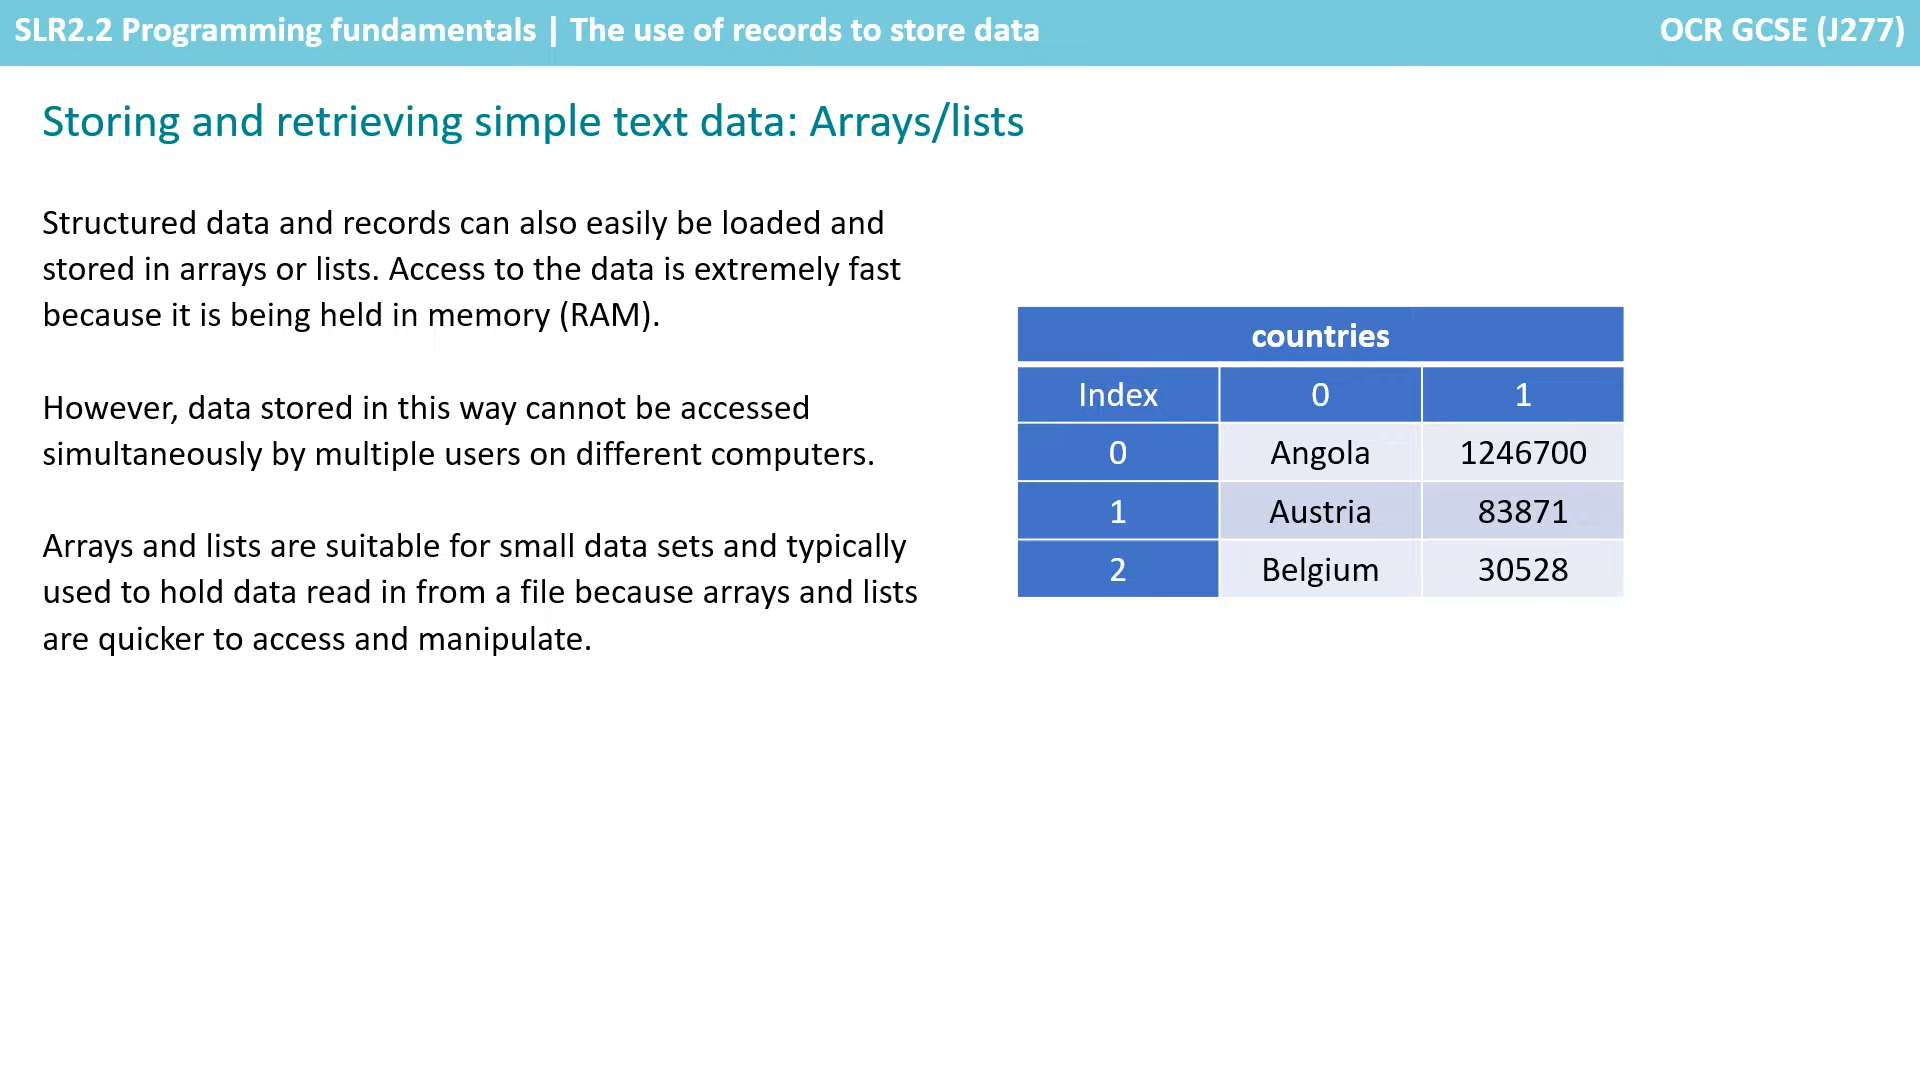 SLR2.2 Programming fundamentals | The use of records to store data
OCR GCSE (J277)
Storing and retrieving simple text data: Arrays/lists
Structured data and records can also easily be loaded and
stored in arrays or lists. Access to the data is extremely fast
because it is being held in memory (RAM).
However, data stored in this way cannot be accessed
simultaneously by multiple users on different computers.
Arrays and lists are suitable for small data sets and typically
used to hold data read in from a file because arrays and lists
are quicker to access and manipulate.
countries
Index 0 1
0 Angola 1246700
1 Austria 83871
2 Belgium 30528